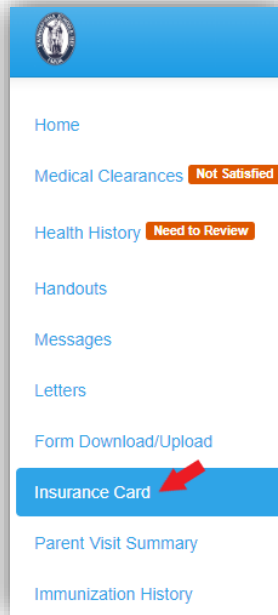 Home
Medical Clearances Not Satisfied
Health History Need to Review
Handouts
Messages
Letters
Form Download/Upload
Insurance Card
Parent Visit Summary
Immunization History